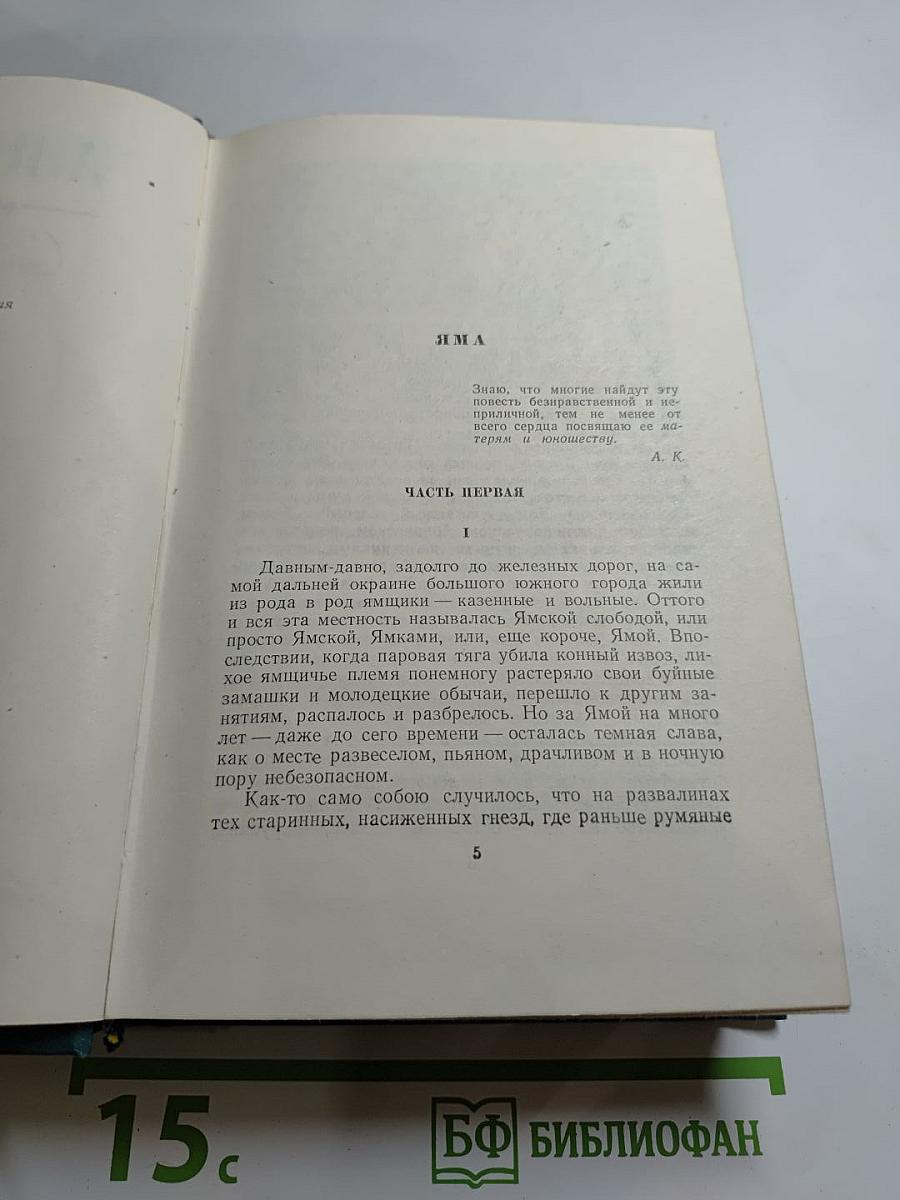 ия
ЯМА
Знаю, что многие найдут эту
повесть безнравственной и не-
приличной, тем не менее от
всего сердца посвящаю ее ма-
терям и юношеству.
А. К.
ЧАСТЬ ПЕРВАЯ
I
Давным-давно, задолго до железных дорог, на са-
мой дальней окраине большого южного города жили
из рода в род ямщики — казенные и вольные. Оттого
и вся эта местность называлась Ямской слободой, или
просто Ямской, Ямками, или, еще короче, Ямой. Впо-
следствии, когда паровая тяга убила конный извоз, ли-
хое ямщичье племя понемногу растеряло свои буйные
замашки и молодецкие обычаи, перешло к другим за-
нятиям, распалось и разбрелось. Но за Ямой на много
лет — даже до сего времени — осталась темная слава,
как о месте развеселом, пьяном, драчливом и в ночную
пору небезопасном.
Как-то само собою случилось, что на развалинах
тех старинных, насиженных гнезд, где раньше румяные
5
15 с
БФ БИБЛИОФАН